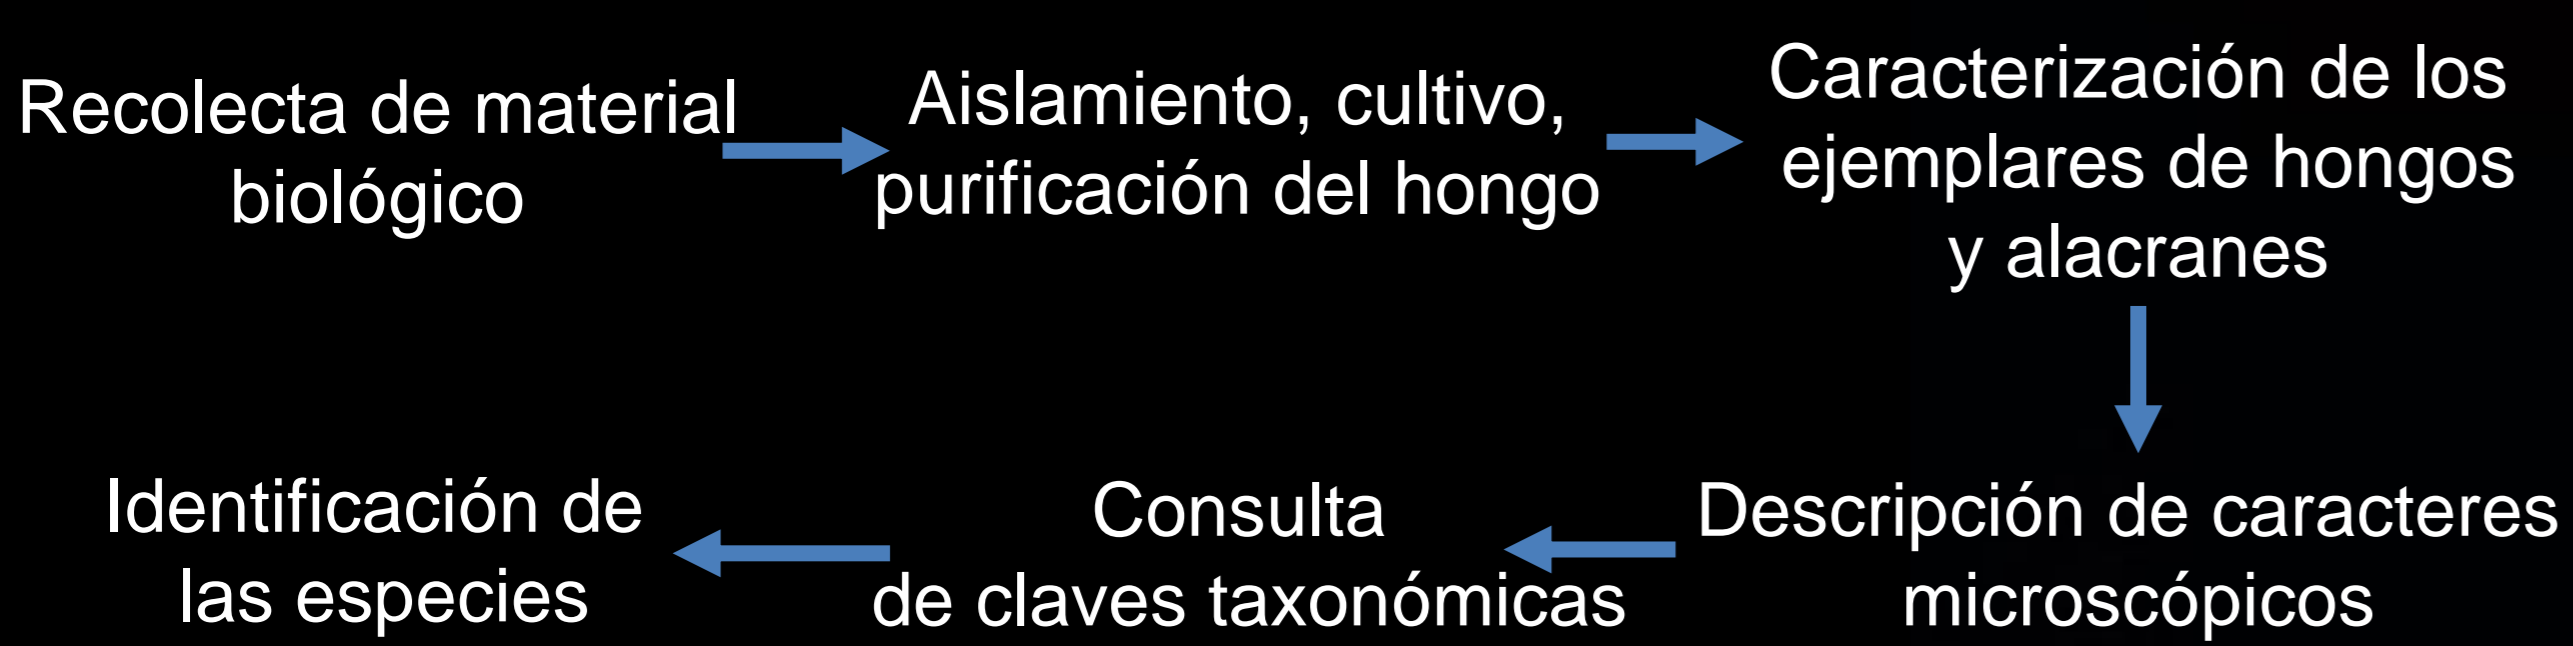 Recolecta de material
biológico
Aislamiento, cultivo,
purificación del hongo
Caracterización de los
ejemplares de hongos
y alacranes
Descripción de caracteres
microscópicos
Consulta
de claves taxonómicas
Identificación de
las especies